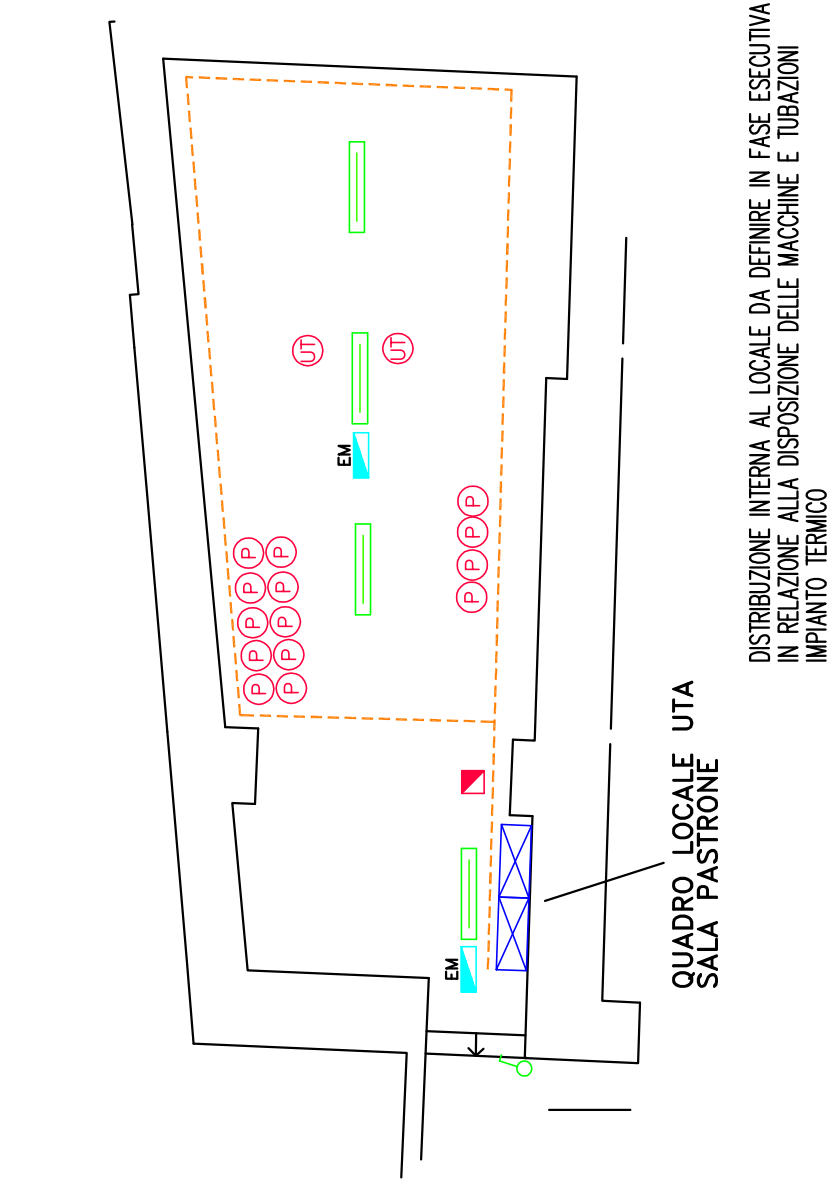 UT
UT
EM
P P
P P
P P
P P
P P
P
P
P
P
EM
QUADRO LOCALE UTA
SALA PASTRONE
DISTRIBUZIONE INTERNA AL LOCALE DA DEFINIRE IN FASE ESECUTIVA
IN RELAZIONE ALLA DISPOSIZIONE DELLE MACCHINE E TUBAZIONI
IMPIANTO TERMICO